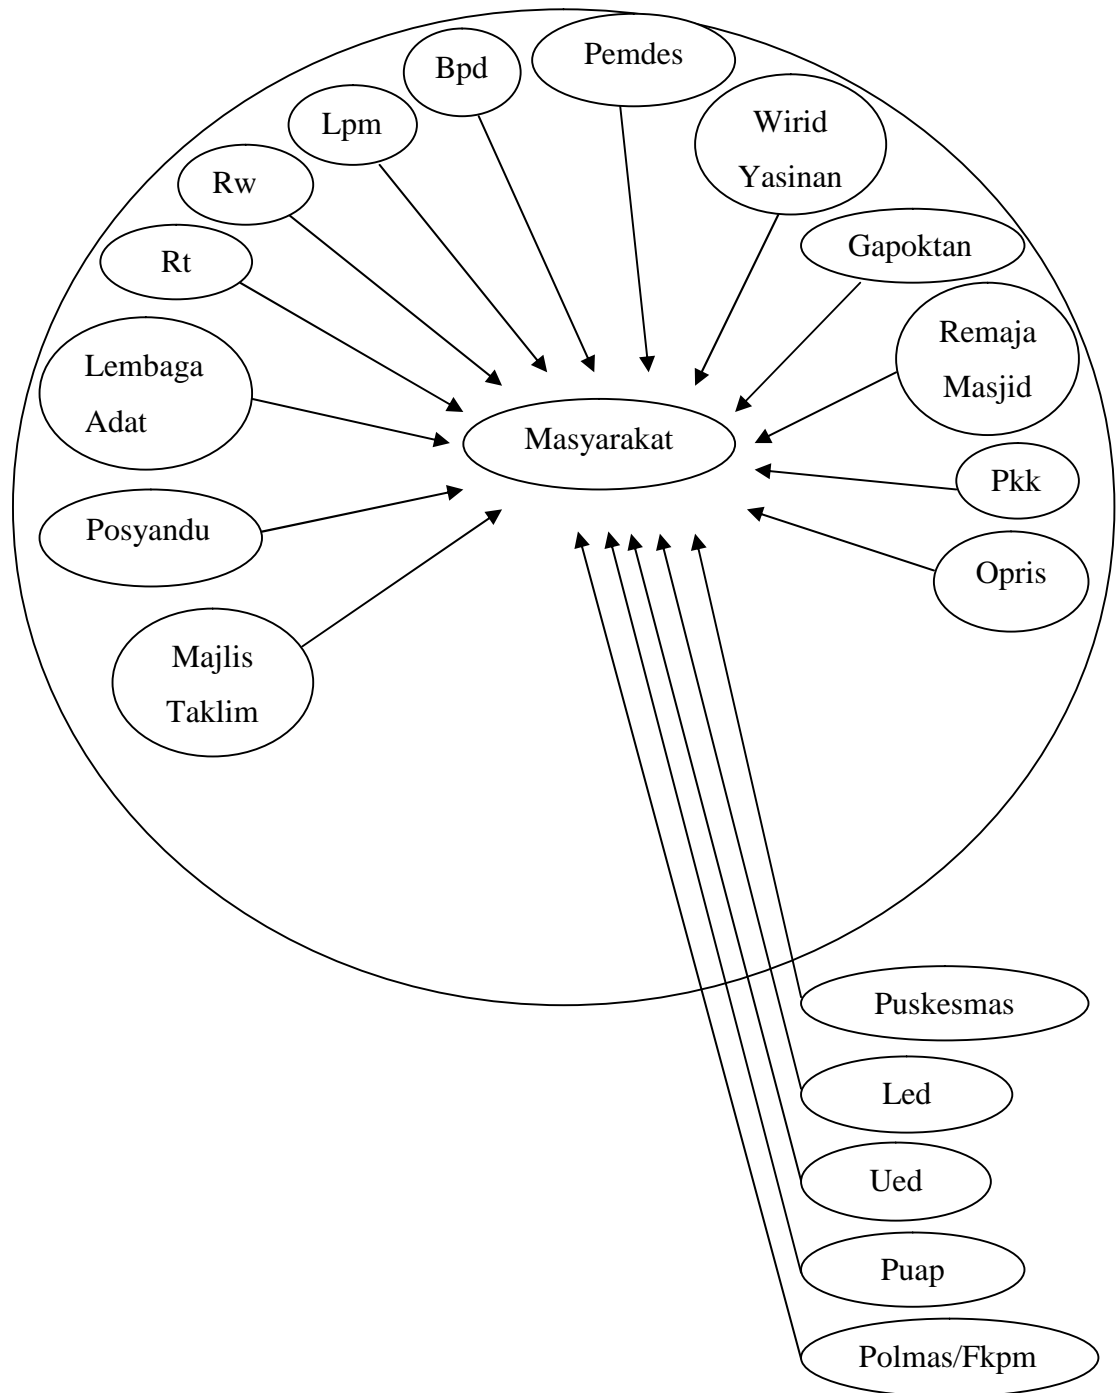 Pemdes
Bpd
Wirid
Yasinan
Lpm
Rw
Gapoktan
Rt
Remaja
Masjid
Lembaga
Adat
Masyarakat
Pkk
Posyandu
Opris
Majlis
Taklim
Puskesmas
Led
Ued
Puap
Polmas/Fkpm